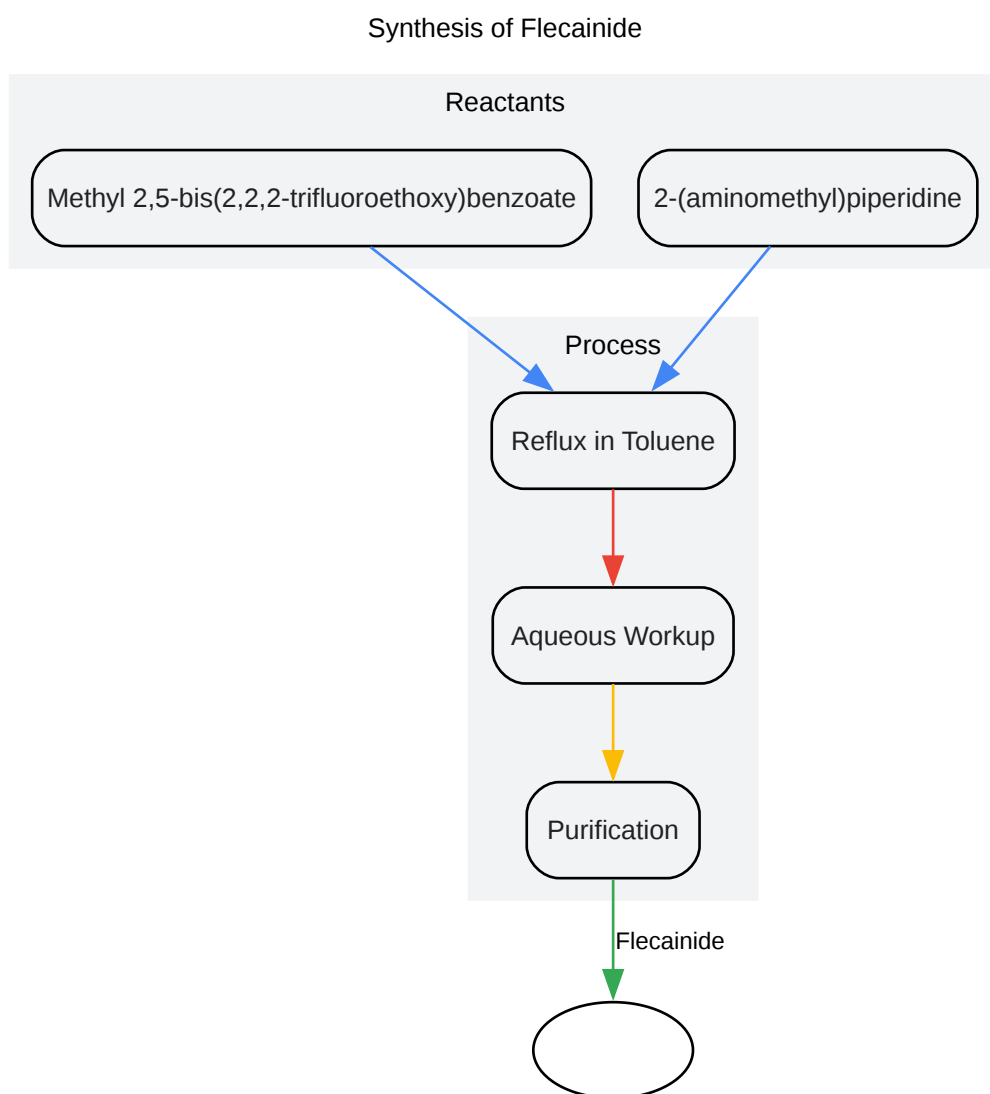 Synthesis of Flecainide
Reactants
Methyl 2,5-bis(2,2,2-trifluoroethoxy)benzoate
2-(aminomethyl)piperidine
Process
Reflux in Toluene
Aqueous Workup
Purification
Flecainide